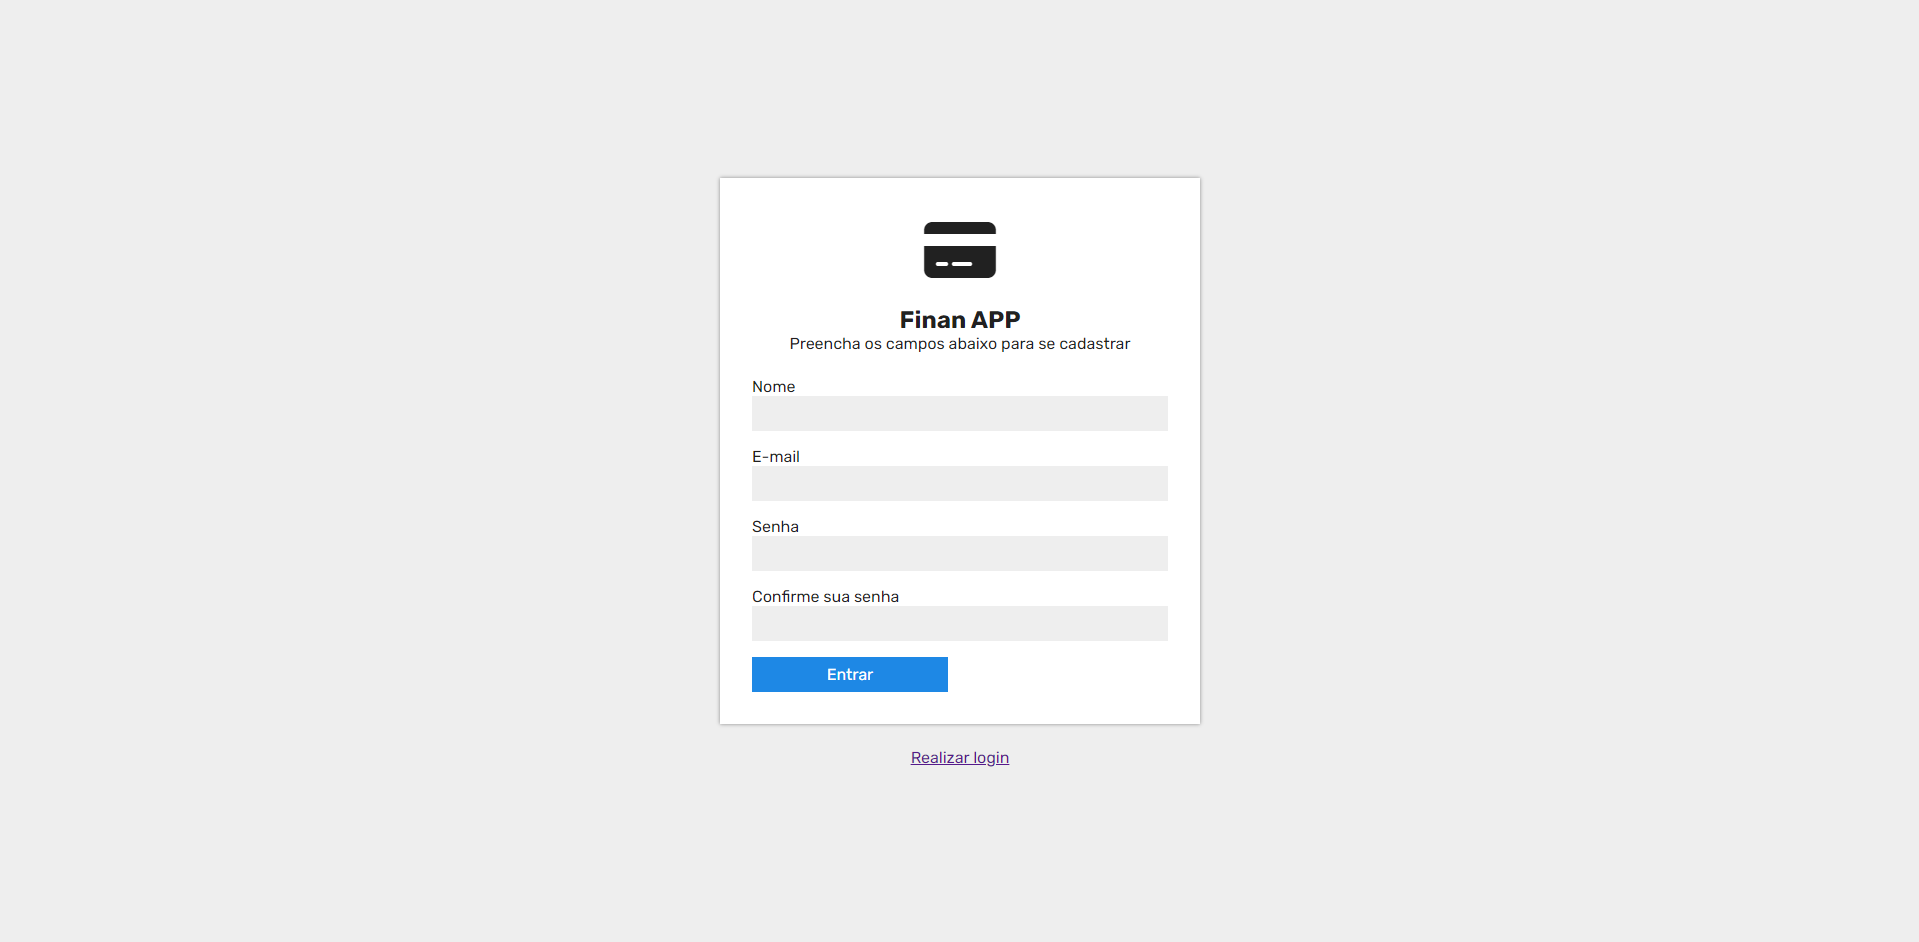 Finan APP
Preencha os campos abaixo para se cadastrar
Nome
E-mail
Senha
Confirme sua senha
Entrar
Realizar login